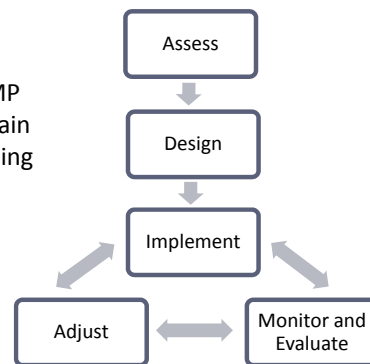 Assess
MP
ain
Design
ing
Implement
Adjust
Monitor and
Evaluate